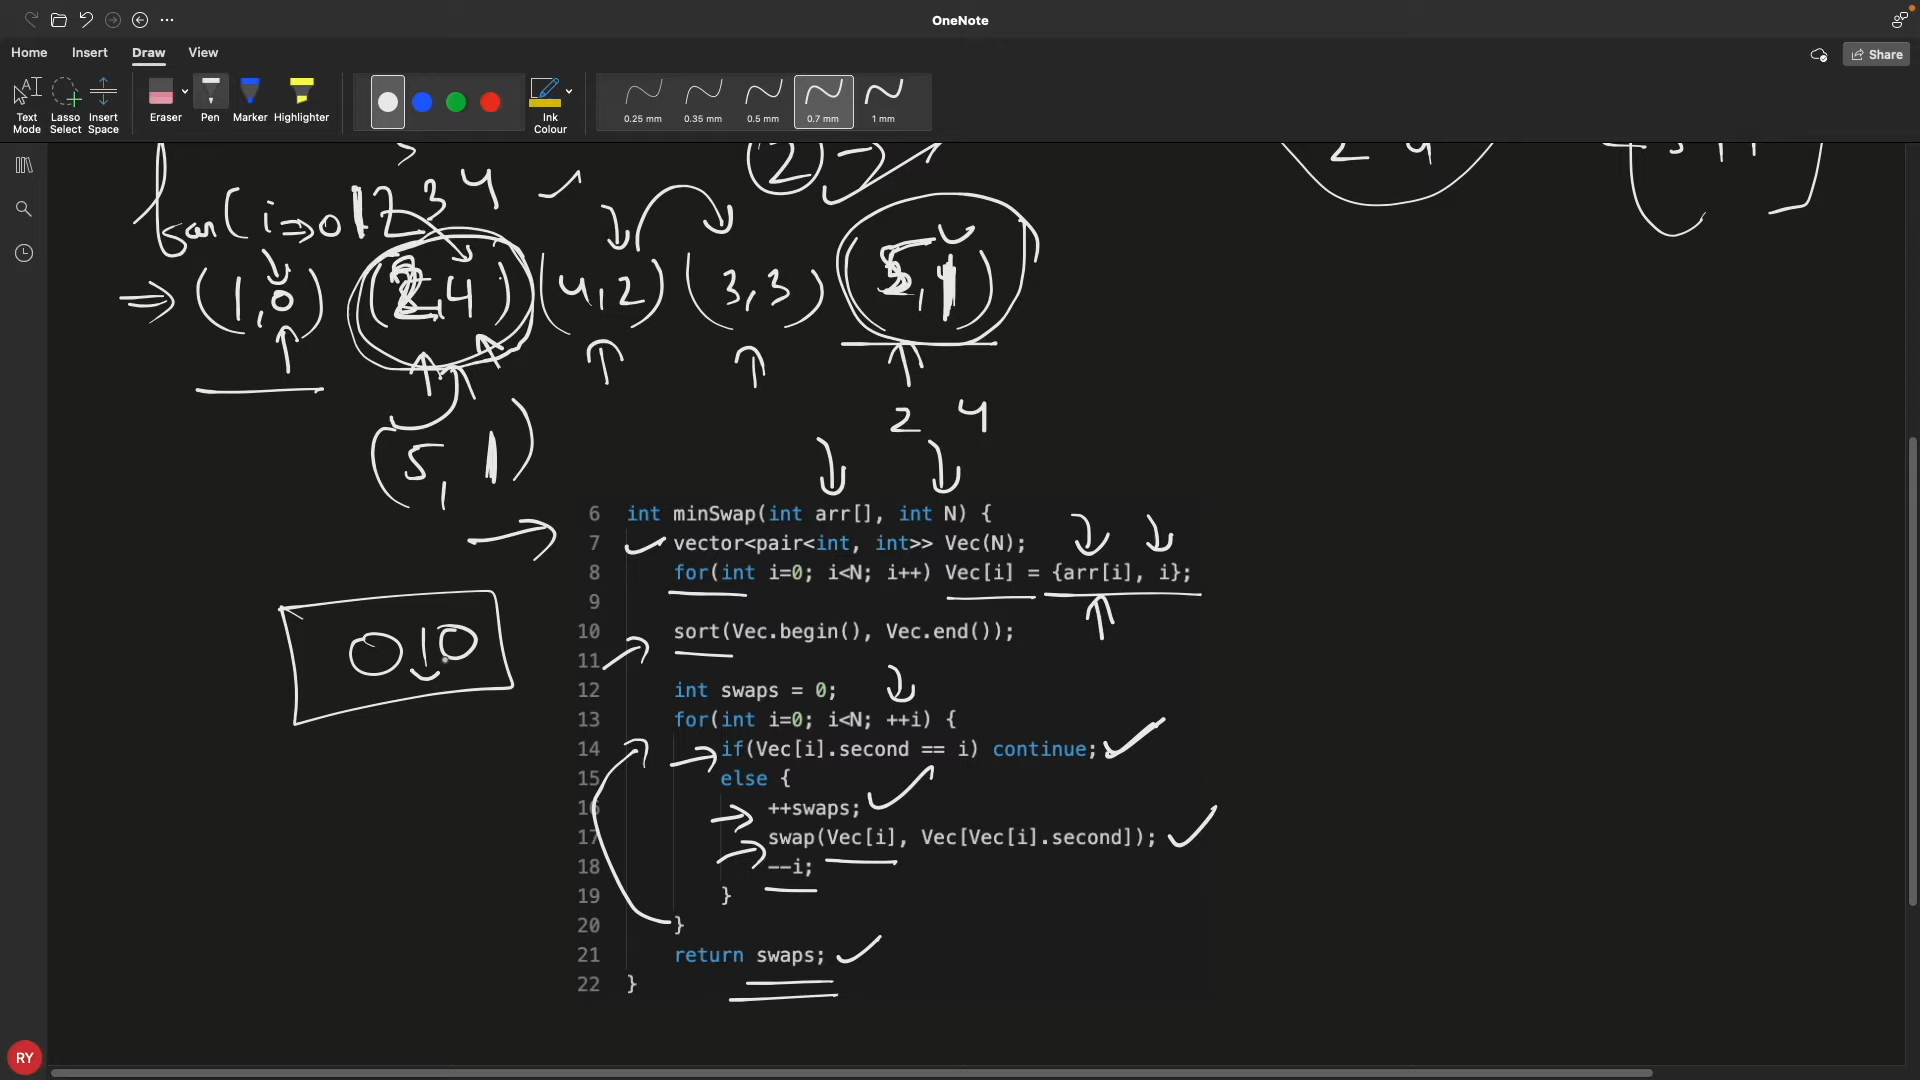 OneNote
Home Insert Draw View
Share
Text Mode
Lasso Select
Insert Space
Eraser
Pen
Marker
Highlighter
Ink Colour
0.25 mm
0.35 mm
0.5 mm
0.7 mm
1 mm
2 4
(i ⇒ 0 1 2 3 4
⇒ (1, 0) (2, 4) (4, 2) (3, 3) (5, 1)
2 4
(5, 1)
6 int minSwap(int arr[], int N) {
7 vector<pair<int, int>> Vec(N);
8 for(int i=0; i<N; i++) Vec[i] = {arr[i], i};
9
10 sort(Vec.begin(), Vec.end());
11
12 int swaps = 0;
13 for(int i=0; i<N; ++i) {
14 if(Vec[i].second == i) continue;
15 else {
16 ++swaps;
17 swap(Vec[i], Vec[Vec[i].second]);
18 --i;
19 }
20 }
21 return swaps;
22 }
0 1 0
RY